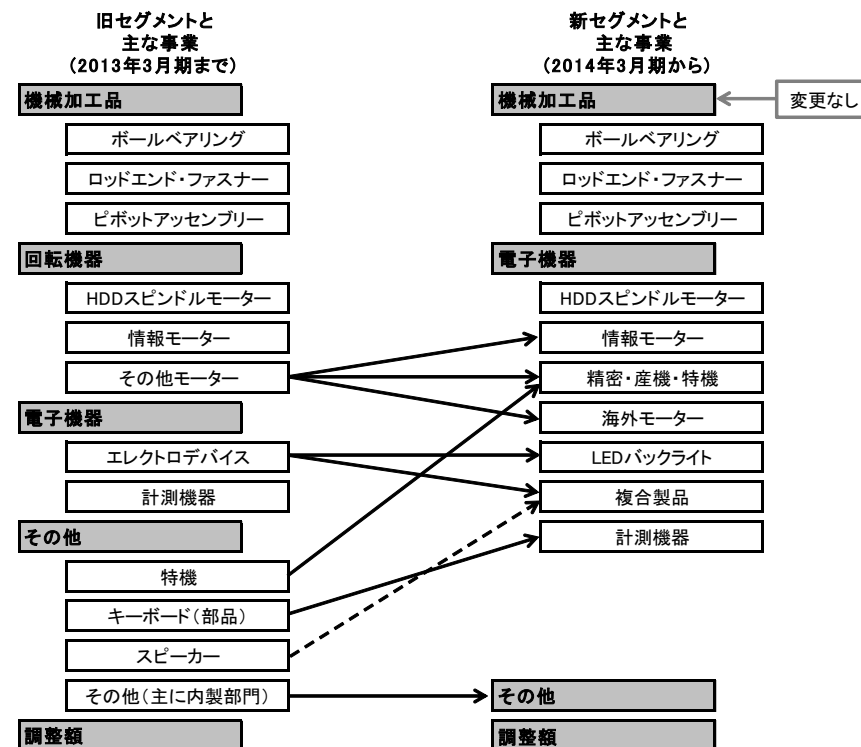 旧セグメントと
主な事業
（2013年3月期まで）
機械加工品
ボールベアリング
ロッドエンド・ファスナー
ピボットアッセンブリー
回転機器
HDDスピンドルモーター
情報モーター
その他モーター
電子機器
エレクトロデバイス
計測機器
その他
特機
キーボード（部品）
スピーカー
その他（主に内製部門）
調整額
新セグメントと
主な事業
（2014年3月期から）
機械加工品
変更なし
ボールベアリング
ロッドエンド・ファスナー
ピボットアッセンブリー
電子機器
HDDスピンドルモーター
情報モーター
精密・産機・特機
海外モーター
LEDバックライト
複合製品
計測機器
その他
調整額